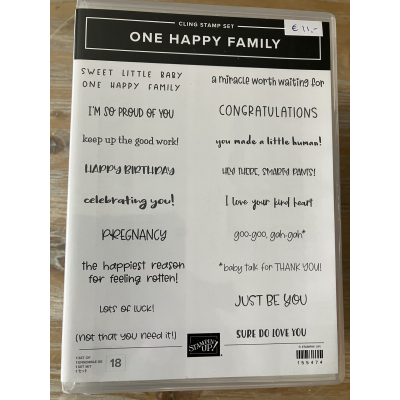 CLING STAMP SET
€ 11,-
ONE HAPPY FAMILY
SWEET LITTLE BABY
ONE HAPPY FAMILY
a miracle worth waiting for
I'M SO PROUD OF YOU
CONGRATULATIONS
keep up the good work!
you made a little human!
HAPPY BIRTHDAY
HEY THERE, SMARTY PANTS!
celebrating you!
I love your kind heart
PREGNANCY
goo-goo, gah-gah*
the happiest reason
for feeling rotten!
*baby talk for THANK YOU!
LOTS OF LUCK!
JUST BE YOU
(not that you need it!)
STAMPIN' UP!
SURE DO LOVE YOU
18
155474